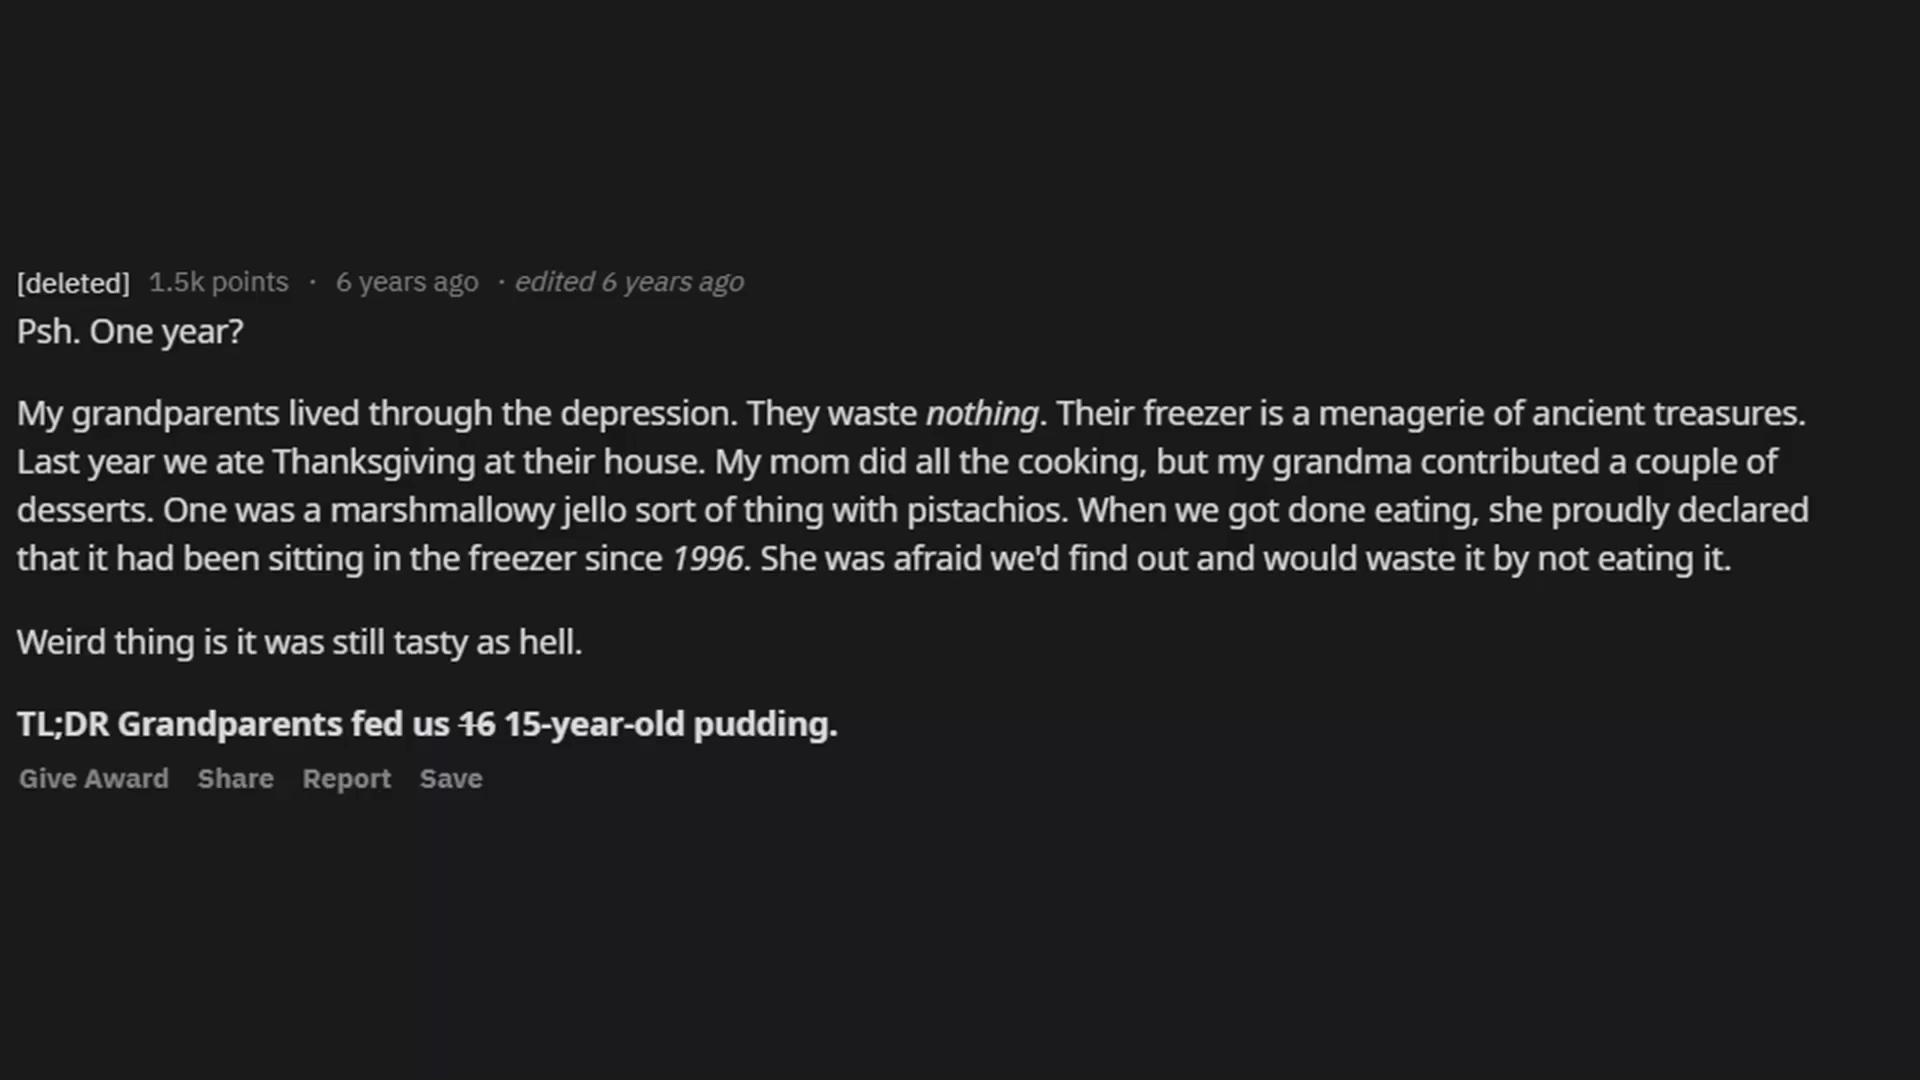 [deleted] 1.5k points · 6 years ago · edited 6 years ago
Psh. One year?
My grandparents lived through the depression. They waste nothing. Their freezer is a menagerie of ancient treasures.
Last year we ate Thanksgiving at their house. My mom did all the cooking, but my grandma contributed a couple of
desserts. One was a marshmallowy jello sort of thing with pistachios. When we got done eating, she proudly declared
that it had been sitting in the freezer since 1996. She was afraid we'd find out and would waste it by not eating it.
Weird thing is it was still tasty as hell.
TL;DR Grandparents fed us 16 15-year-old pudding.
Give Award Share Report Save